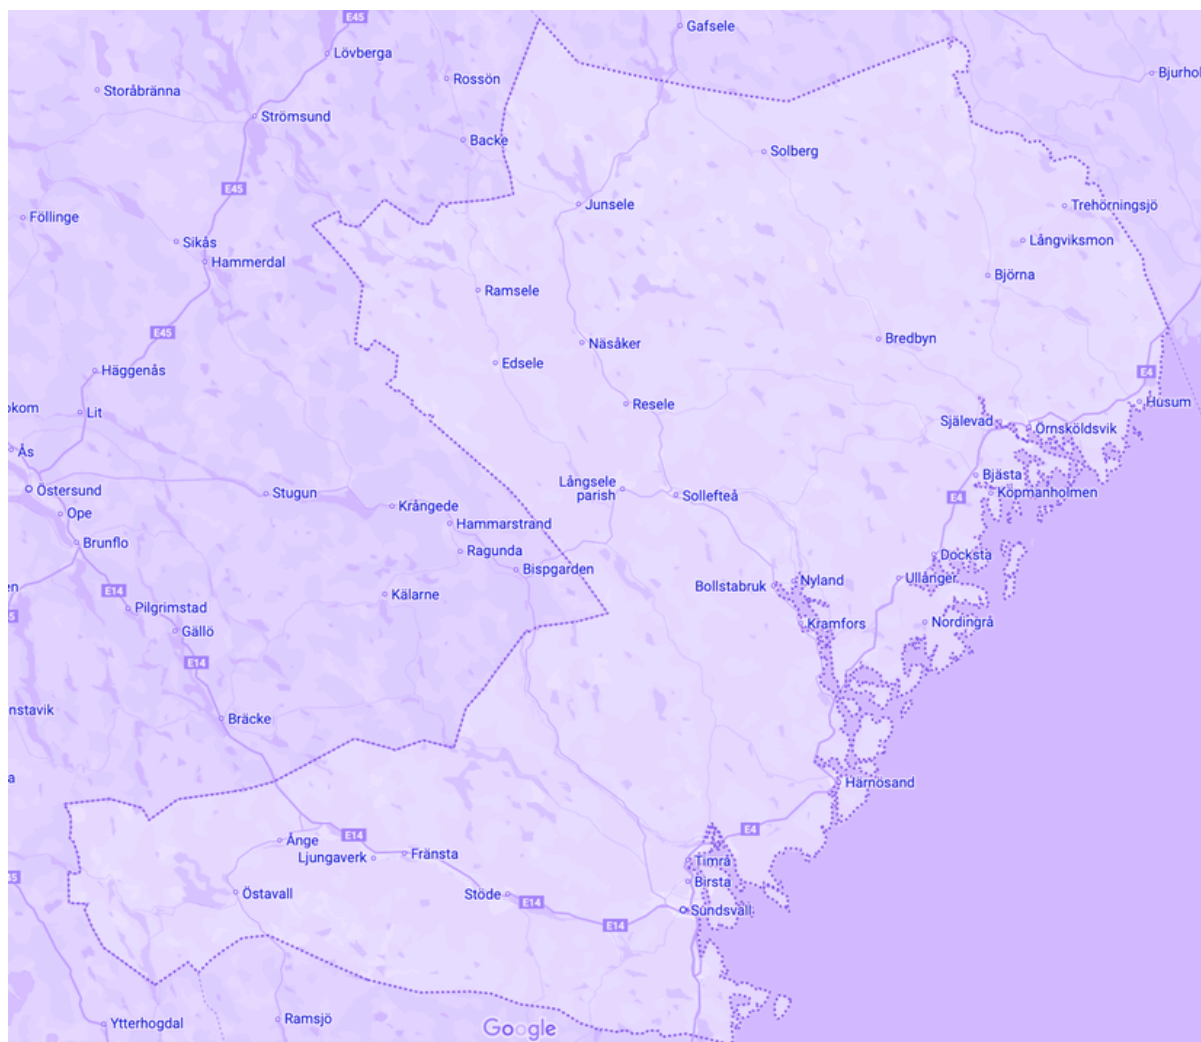 E45
Gafsele
Lövberga
Rossön
Bjurhol
Storåbränna
Strömsund
Backe
Solberg
E45
Junsele
Trehörningsjö
Föllinge
Sikås
Långviksmon
Hammerdal
Björna
Ramsele
E45
Näsåker
Bredbyn
Edsele
Häggenås
E4
okom
Lit
Resele
Husum
Själevad
Örnsköldsvik
Ås
Bjästa
Långsele
parish
Östersund
Stugun
Sollefteå
Köpmanholmen
E4
Krångede
Ope
Hammarstrand
Brunflo
Ragunda
Docksta
Bispgarden
Ullånger
en
E14
Bollstabruk
Nyland
Kälarne
Pilgrimstad
Gällö
Kramfors
Nordingrå
E14
nstavik
Bräcke
a
Härnösand
E14
E4
Ånge
Ljungaverk
Fränsta
Timrå
45
Birsta
Östavall
Stöde
E14
Sundsvall
E14
Ytterhogdal
Ramsjö
Google